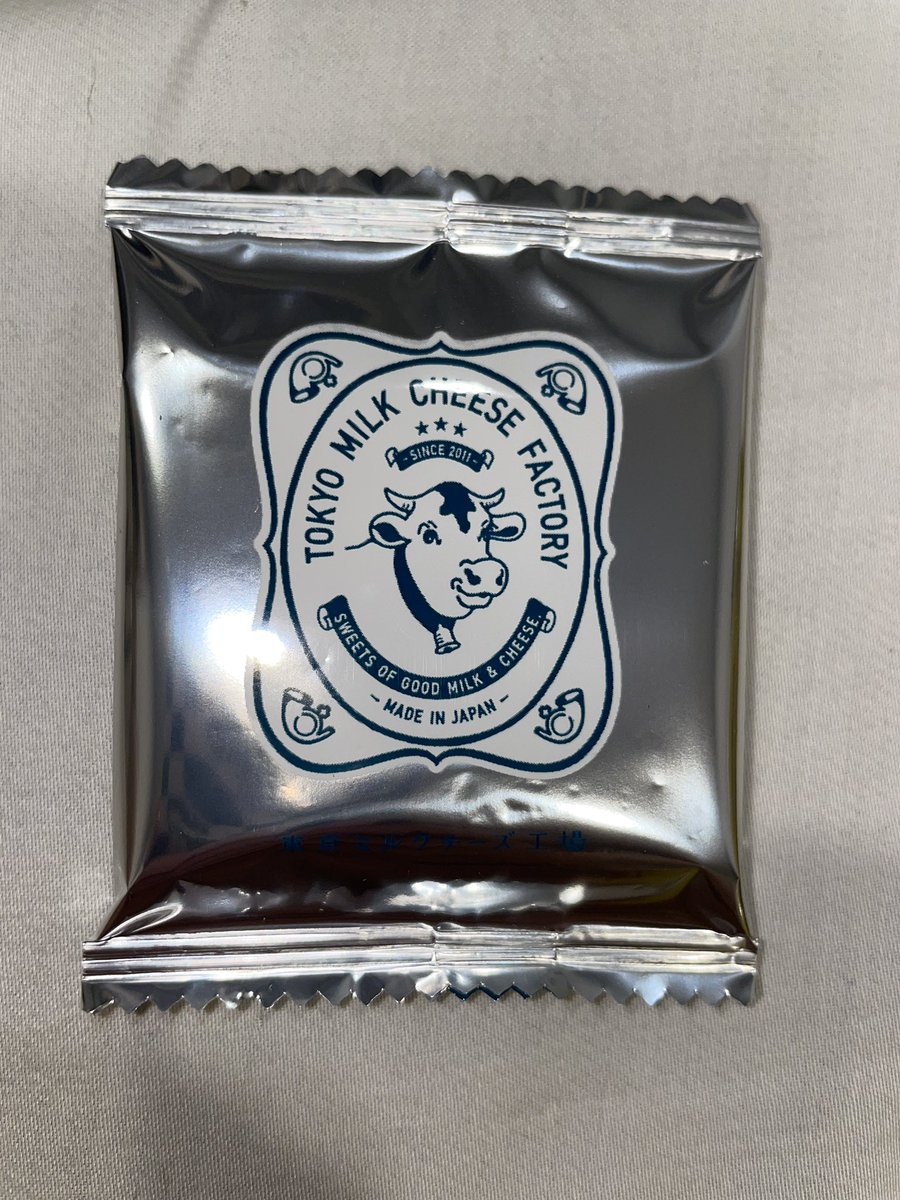 TOKYO MILK CHEESE FACTORY
- SINCE 2011 -
SWEETS OF GOOD MILK & CHEESE.
- MADE IN JAPAN -
東京ミルクチーズ工場